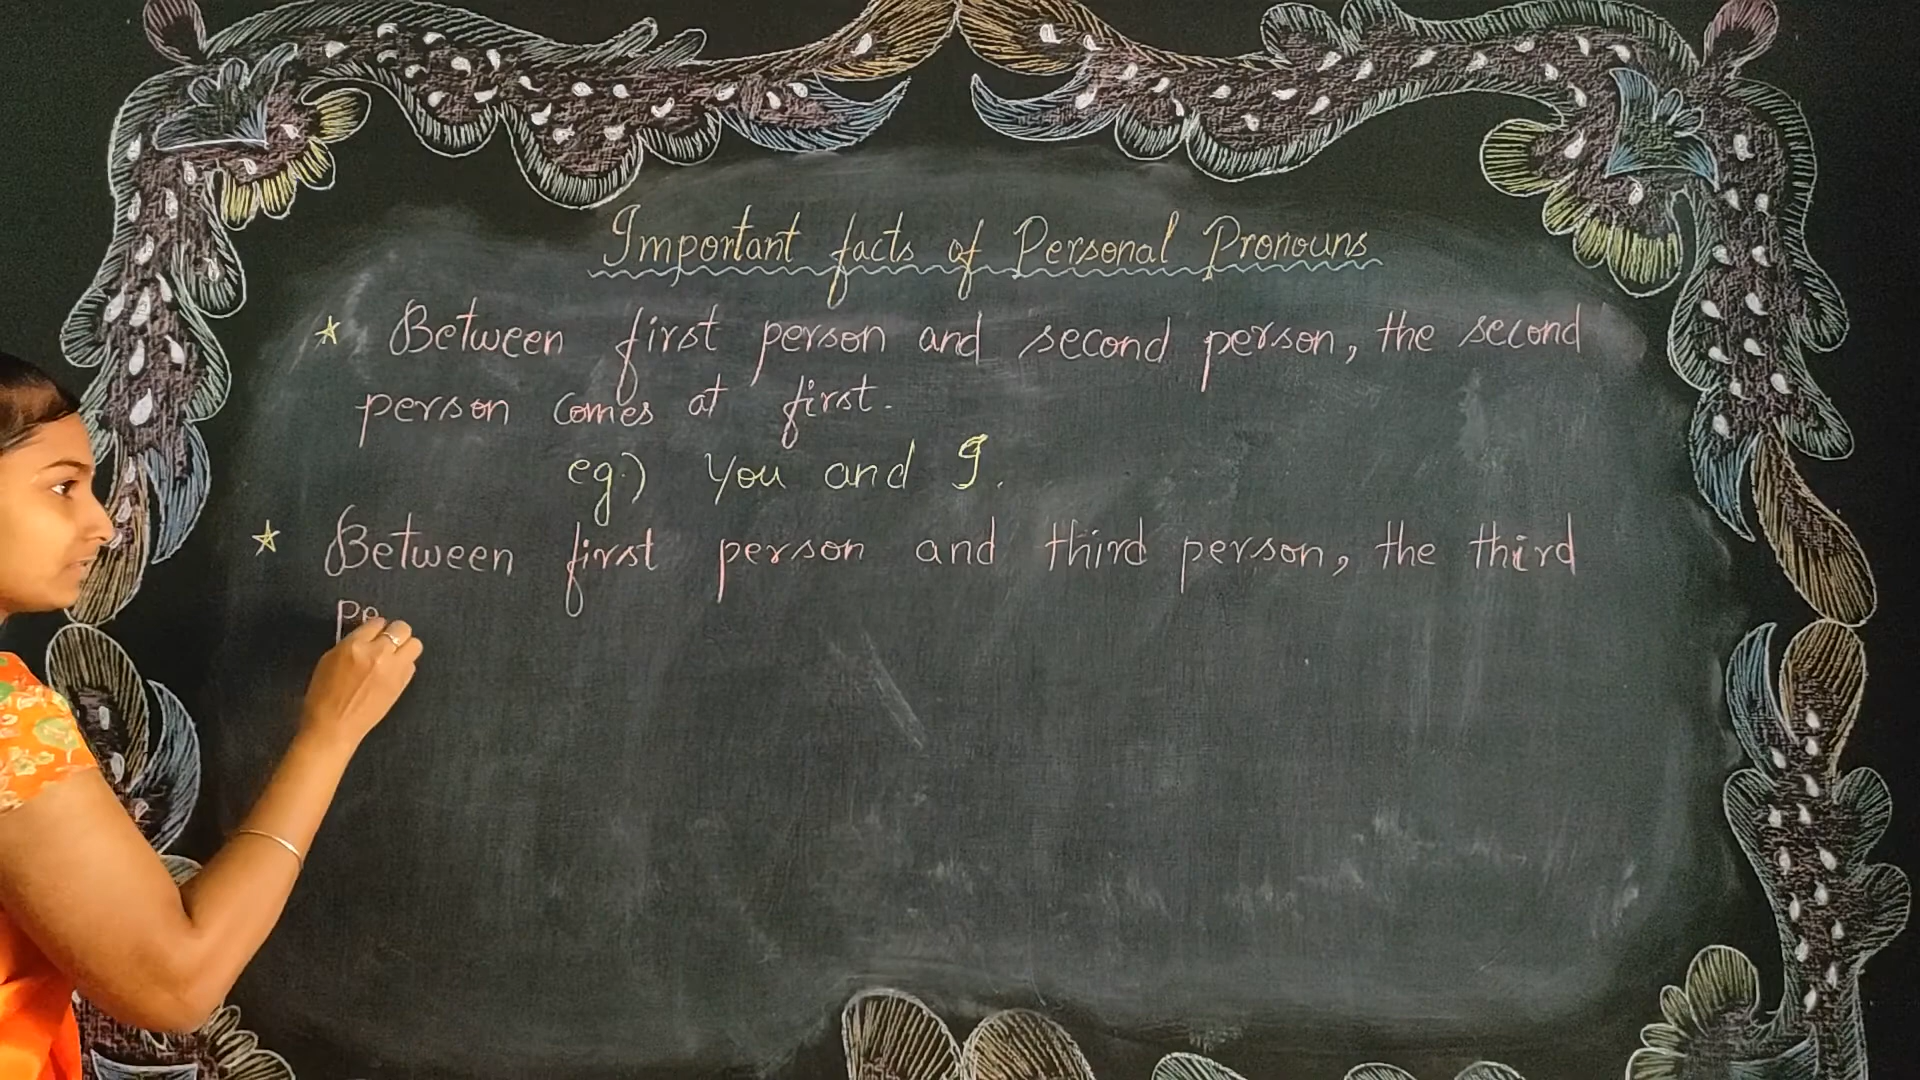 Important facts of Personal Pronouns
Between first person and second person, the second
person comes at first.
eg.) You and I.
Between first person and third person, the third
pe